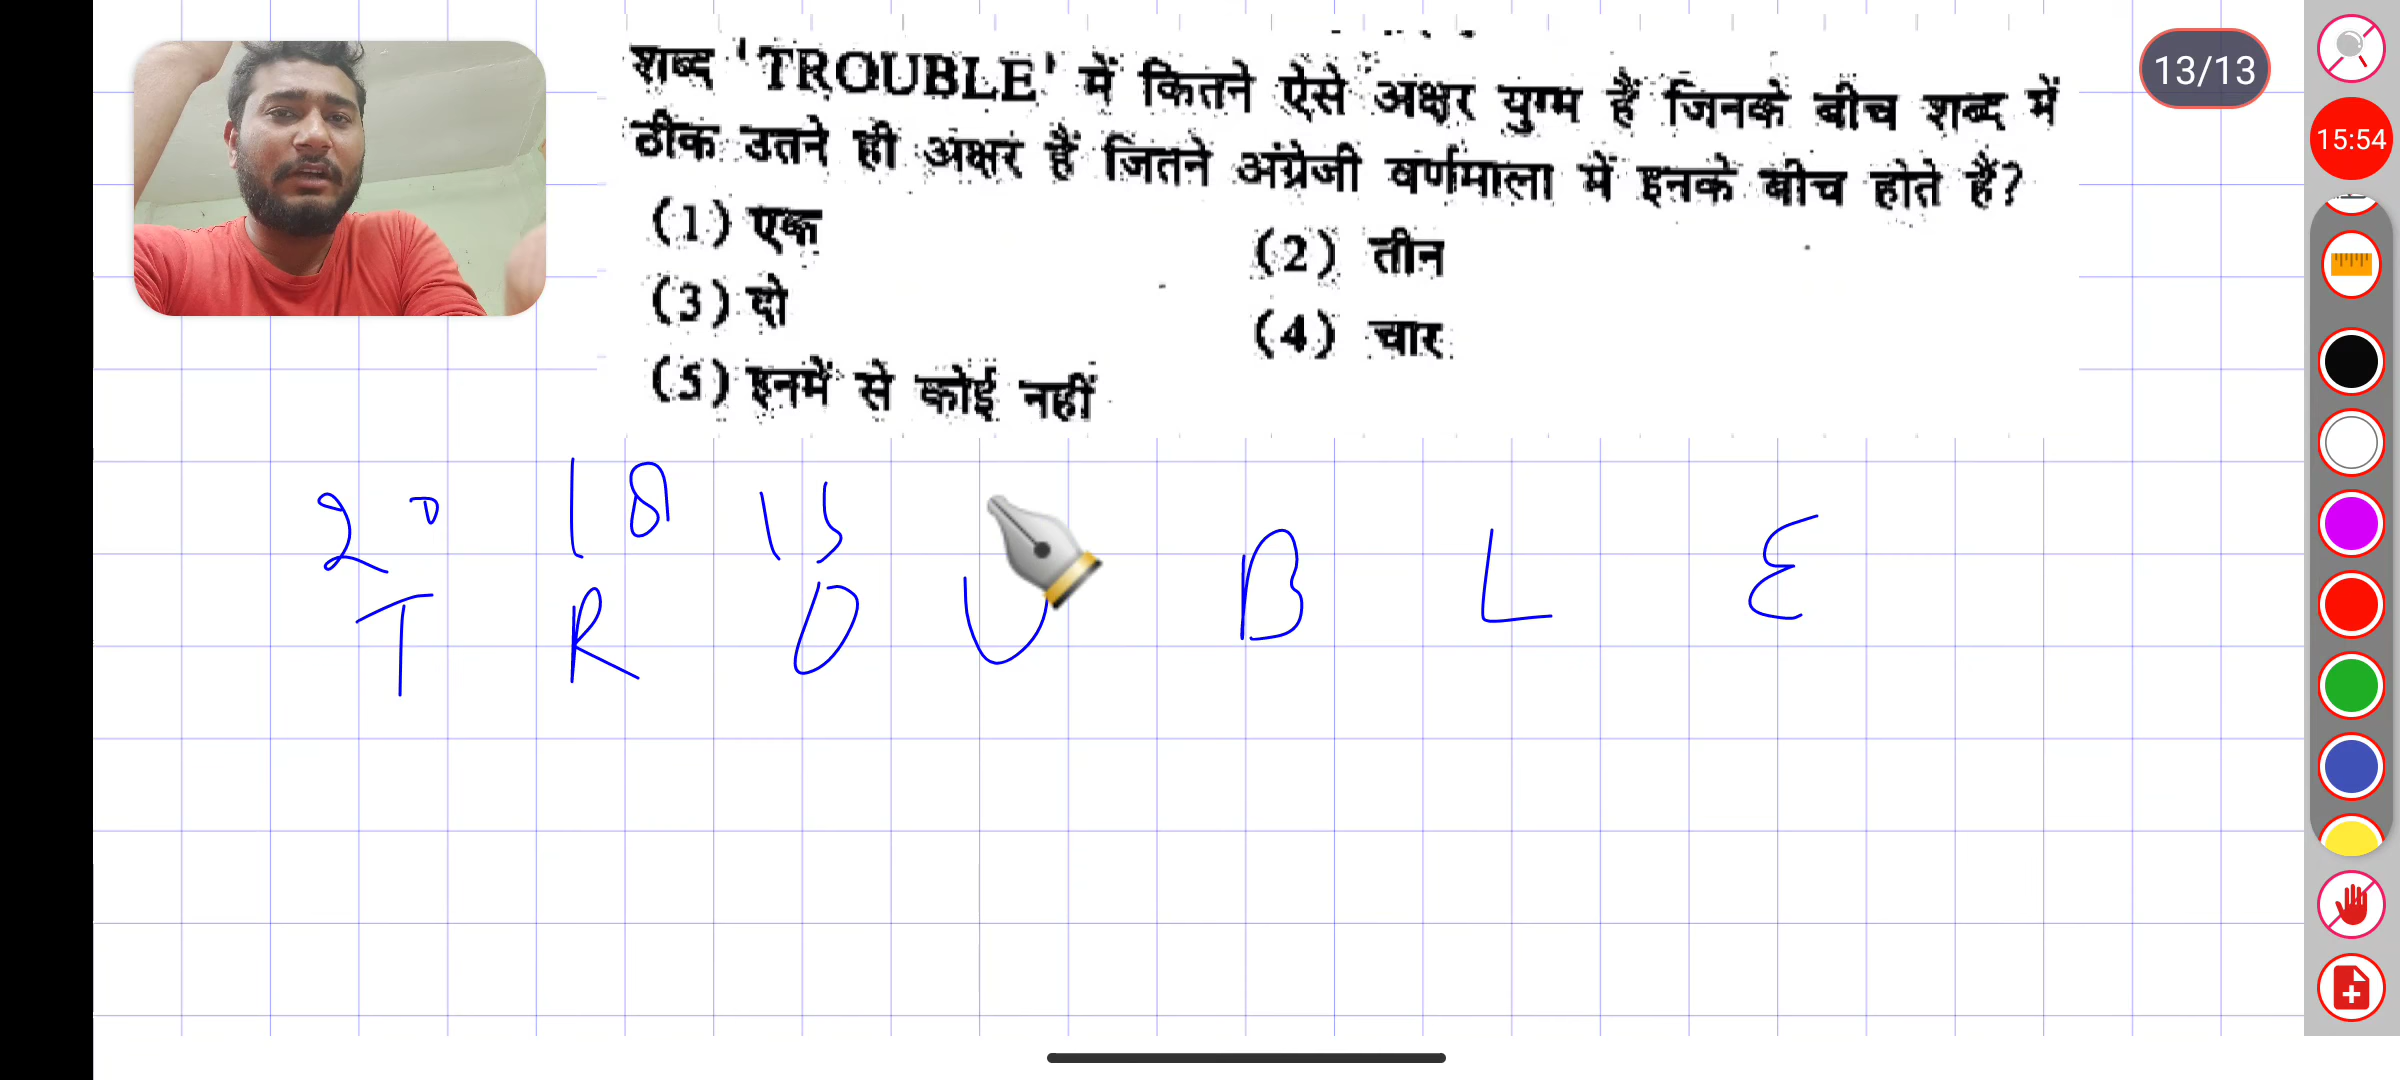 शब्द 'TROUBLE' में कितने ऐसे अक्षर युग्म हैं जिनके बीच शब्द में
ठीक उतने ही अक्षर हैं जितने अंग्रेजी वर्णमाला में इनके बीच होते हैं?
(1) एक
(2) तीन
(3) दो
(4) चार
(5) इनमें से कोई नहीं
13/13
15:54
20 18 15
T R O U B L E